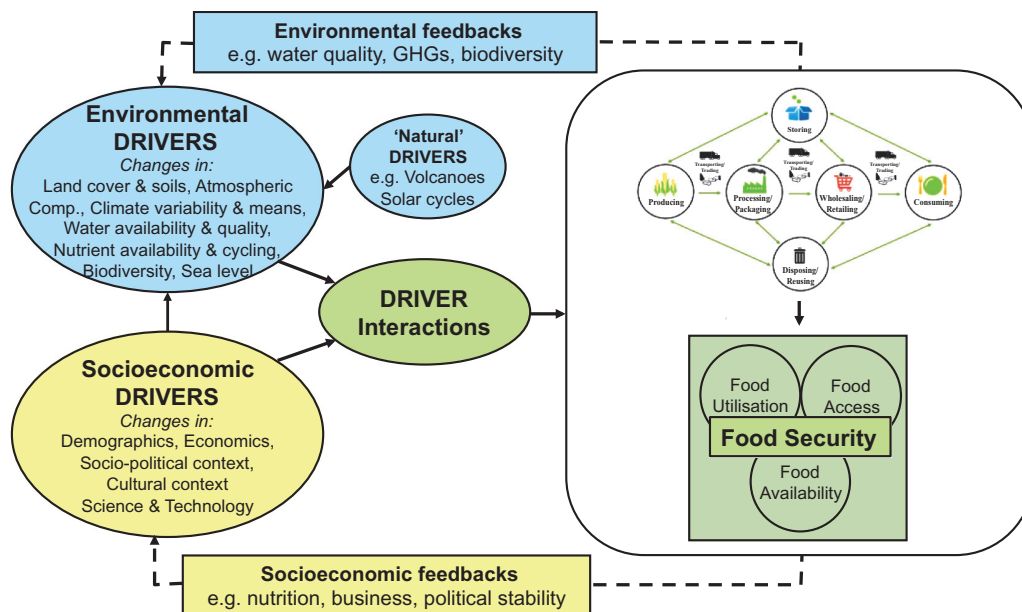 Environmental feedbacks
e.g. water quality, GHGs, biodiversity
Environmental
DRIVERS
Changes in:
Land cover & soils, Atmospheric
Comp., Climate variability & means,
Water availability & quality,
Nutrient availability & cycling,
Biodiversity, Sea level
‘Natural’
DRIVERS
e.g. Volcanoes
Solar cycles
DRIVER
Interactions
Socioeconomic
DRIVERS
Changes in:
Demographics, Economics,
Socio-political context,
Cultural context
Science & Technology
Socioeconomic feedbacks
e.g. nutrition, business, political stability
Storing
Producing
Transporting/
Trading
Processing/
Packaging
Transporting/
Trading
Wholesaling/
Retailing
Transporting/
Trading
Consuming
Disposing/
Reusing
Food
Utilisation
Food
Access
Food Security
Food
Availability